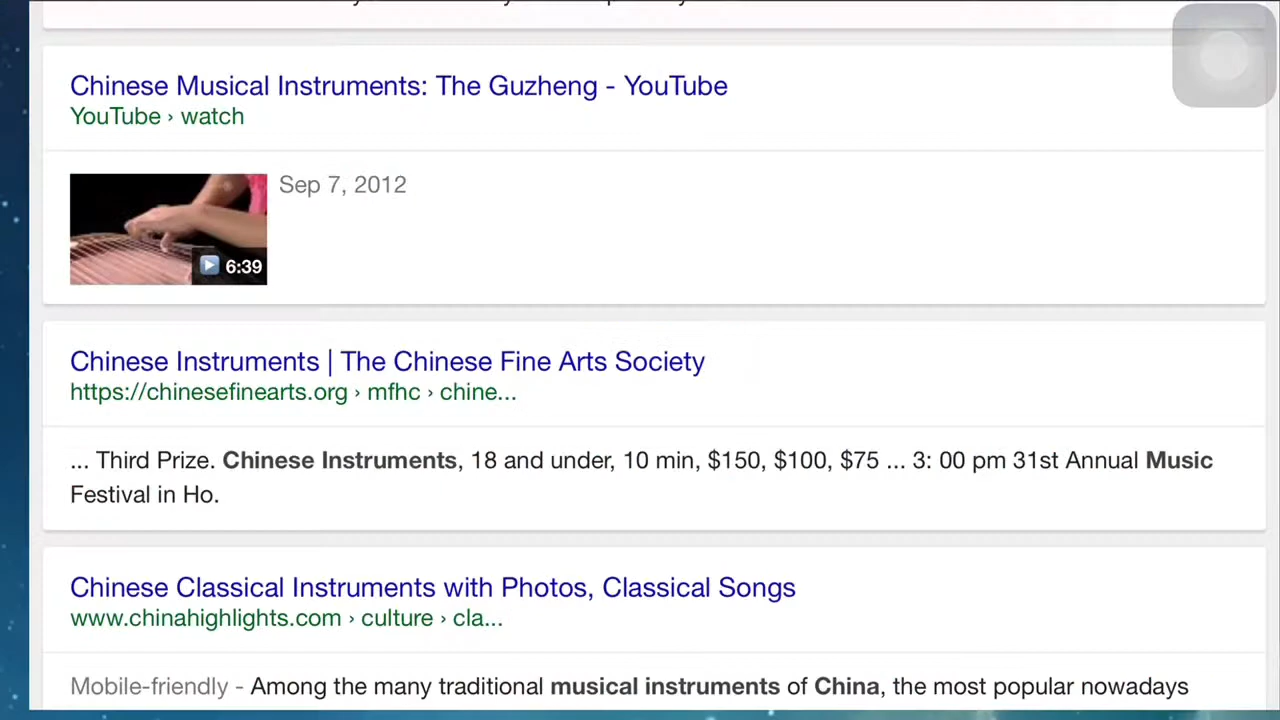 Chinese Musical Instruments: The Guzheng - YouTube
YouTube › watch
Sep 7, 2012
6:39
Chinese Instruments | The Chinese Fine Arts Society
https://chinesefinearts.org › mfhc › chine...
... Third Prize. Chinese Instruments, 18 and under, 10 min, $150, $100, $75 ... 3: 00 pm 31st Annual Music
Festival in Ho.
Chinese Classical Instruments with Photos, Classical Songs
www.chinahighlights.com › culture › cla...
Mobile-friendly - Among the many traditional musical instruments of China, the most popular nowadays